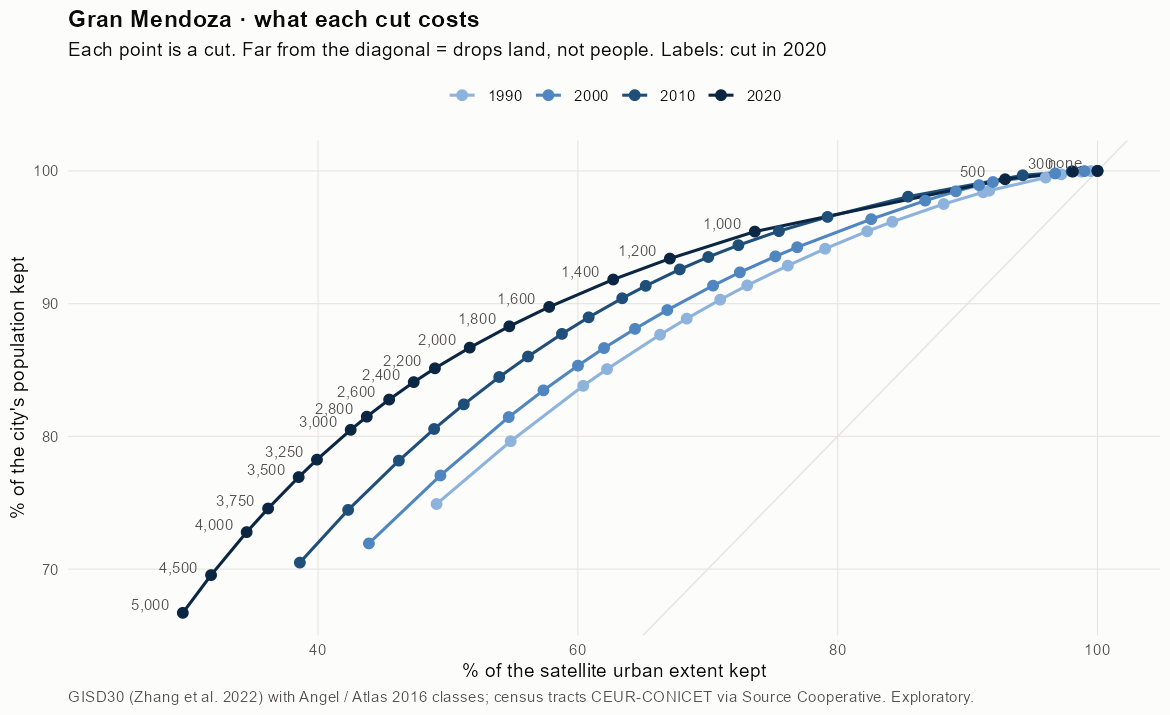 Gran Mendoza · what each cut costs
Each point is a cut. Far from the diagonal = drops land, not people. Labels: cut in 2020
1990 2000 2010 2020
100
90
80
70
% of the city's population kept
none
300
500
1,000
1,200
1,400
1,600
1,800
2,000
2,200
2,400
2,600
2,800
3,000
3,250
3,500
3,750
4,000
4,500
5,000
40 60 80 100
% of the satellite urban extent kept
GISD30 (Zhang et al. 2022) with Angel / Atlas 2016 classes; census tracts CEUR-CONICET via Source Cooperative. Exploratory.